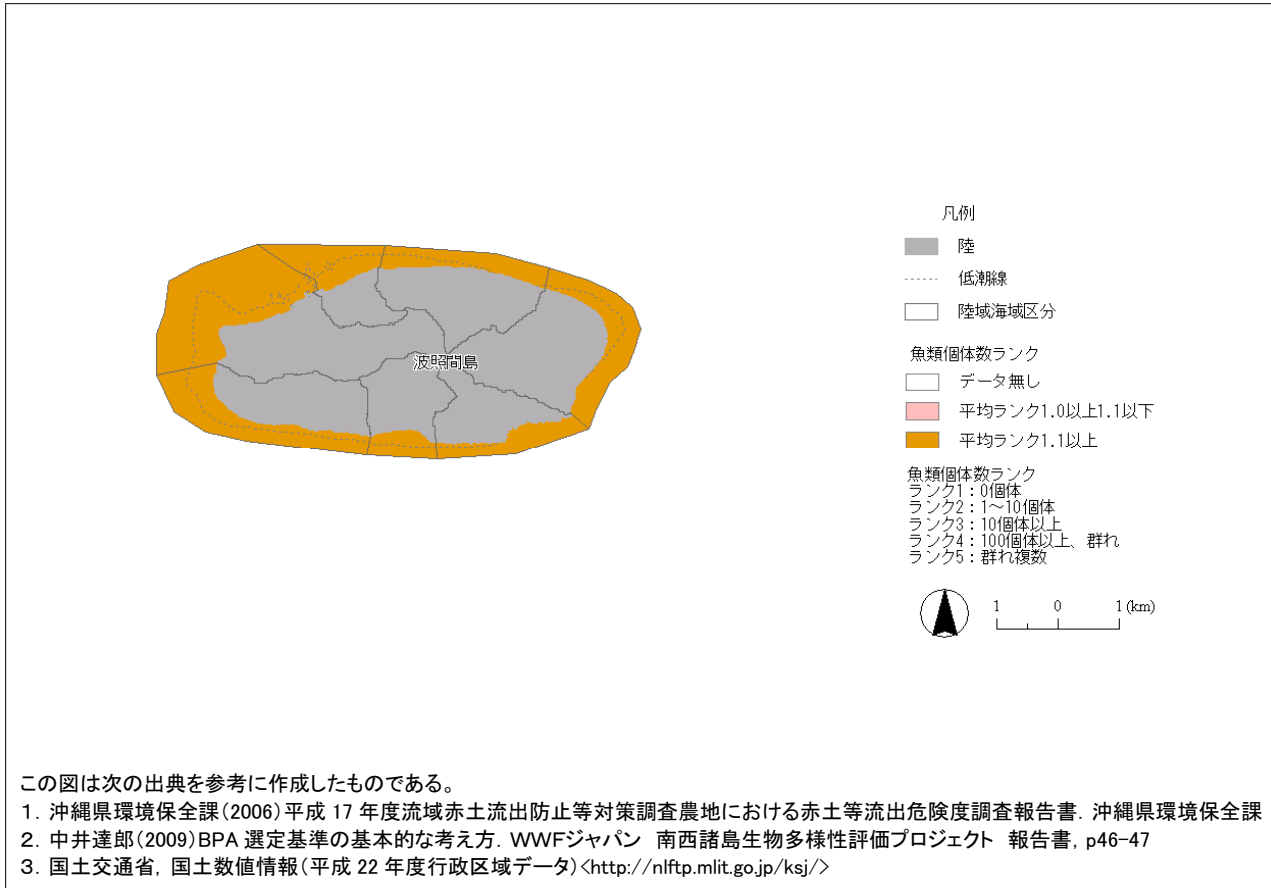 凡例
陸
低潮線
陸域海域区分
波照間島
魚類個体数ランク
データ無し
平均ランク1.0以上1.1以下
平均ランク1.1以上
魚類個体数ランク
ランク1：0個体
ランク2：1～10個体
ランク3：10個体以上
ランク4：100個体以上、群れ
ランク5：群れ複数
1 0 1 (km)
この図は次の出典を参考に作成したものである。
1. 沖縄県環境保全課(2006)平成 17 年度流域赤土流出防止等対策調査農地における赤土等流出危険度調査報告書. 沖縄県環境保全課
2. 中井達郎(2009)BPA 選定基準の基本的な考え方. WWFジャパン 南西諸島生物多様性評価プロジェクト 報告書, p46-47
3. 国土交通省, 国土数値情報(平成 22 年度行政区域データ)<http://nlftp.mlit.go.jp/ksj/>